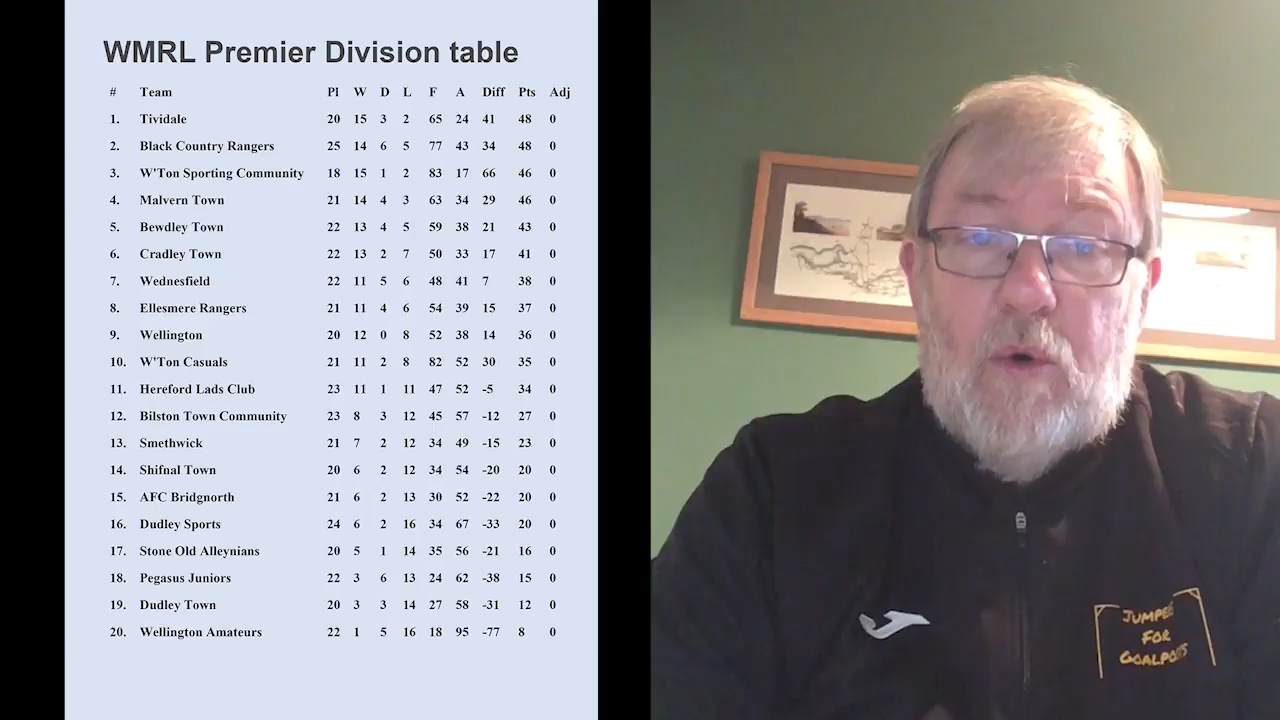 WMRL Premier Division table
# Team Pl W D L F A Diff Pts Adj
1. Tividale 20 15 3 2 65 24 41 48 0
2. Black Country Rangers 25 14 6 5 77 43 34 48 0
3. W'Ton Sporting Community 18 15 1 2 83 17 66 46 0
4. Malvern Town 21 14 4 3 63 34 29 46 0
5. Bewdley Town 22 13 4 5 59 38 21 43 0
6. Cradley Town 22 13 2 7 50 33 17 41 0
7. Wednesfield 22 11 5 6 48 41 7 38 0
8. Ellesmere Rangers 21 11 4 6 54 39 15 37 0
9. Wellington 20 12 0 8 52 38 14 36 0
10. W'Ton Casuals 21 11 2 8 82 52 30 35 0
11. Hereford Lads Club 23 11 1 11 47 52 -5 34 0
12. Bilston Town Community 23 8 3 12 45 57 -12 27 0
13. Smethwick 21 7 2 12 34 49 -15 23 0
14. Shifnal Town 20 6 2 12 34 54 -20 20 0
15. AFC Bridgnorth 21 6 2 13 30 52 -22 20 0
16. Dudley Sports 24 6 2 16 34 67 -33 20 0
17. Stone Old Alleynians 20 5 1 14 35 56 -21 16 0
18. Pegasus Juniors 22 3 6 13 24 62 -38 15 0
19. Dudley Town 20 3 3 14 27 58 -31 12 0
20. Wellington Amateurs 22 1 5 16 18 95 -77 8 0
JUMPERS
FOR
GOALPOSTS